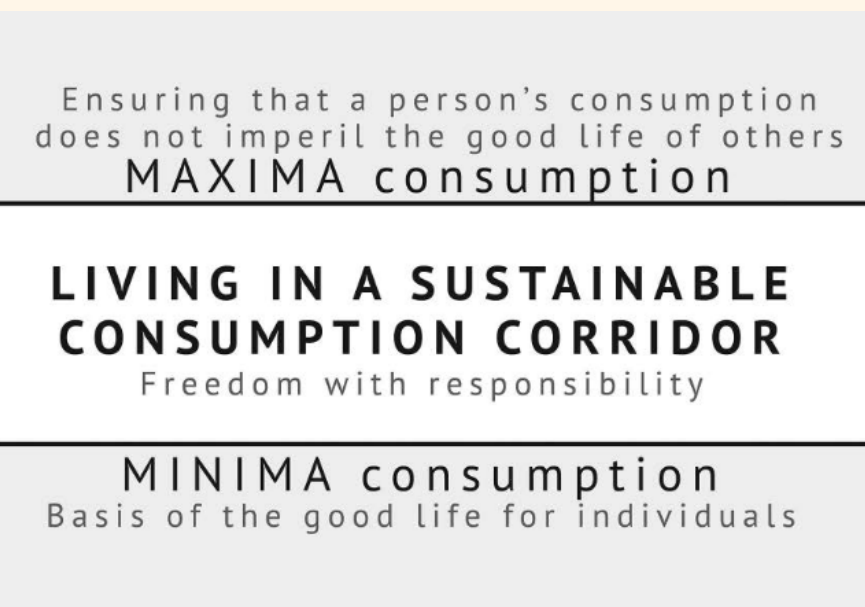 Ensuring that a person's consumption
does not imperil the good life of others
MAXIMA consumption
LIVING IN A SUSTAINABLE
CONSUMPTION CORRIDOR
Freedom with responsibility
MINIMA consumption
Basis of the good life for individuals